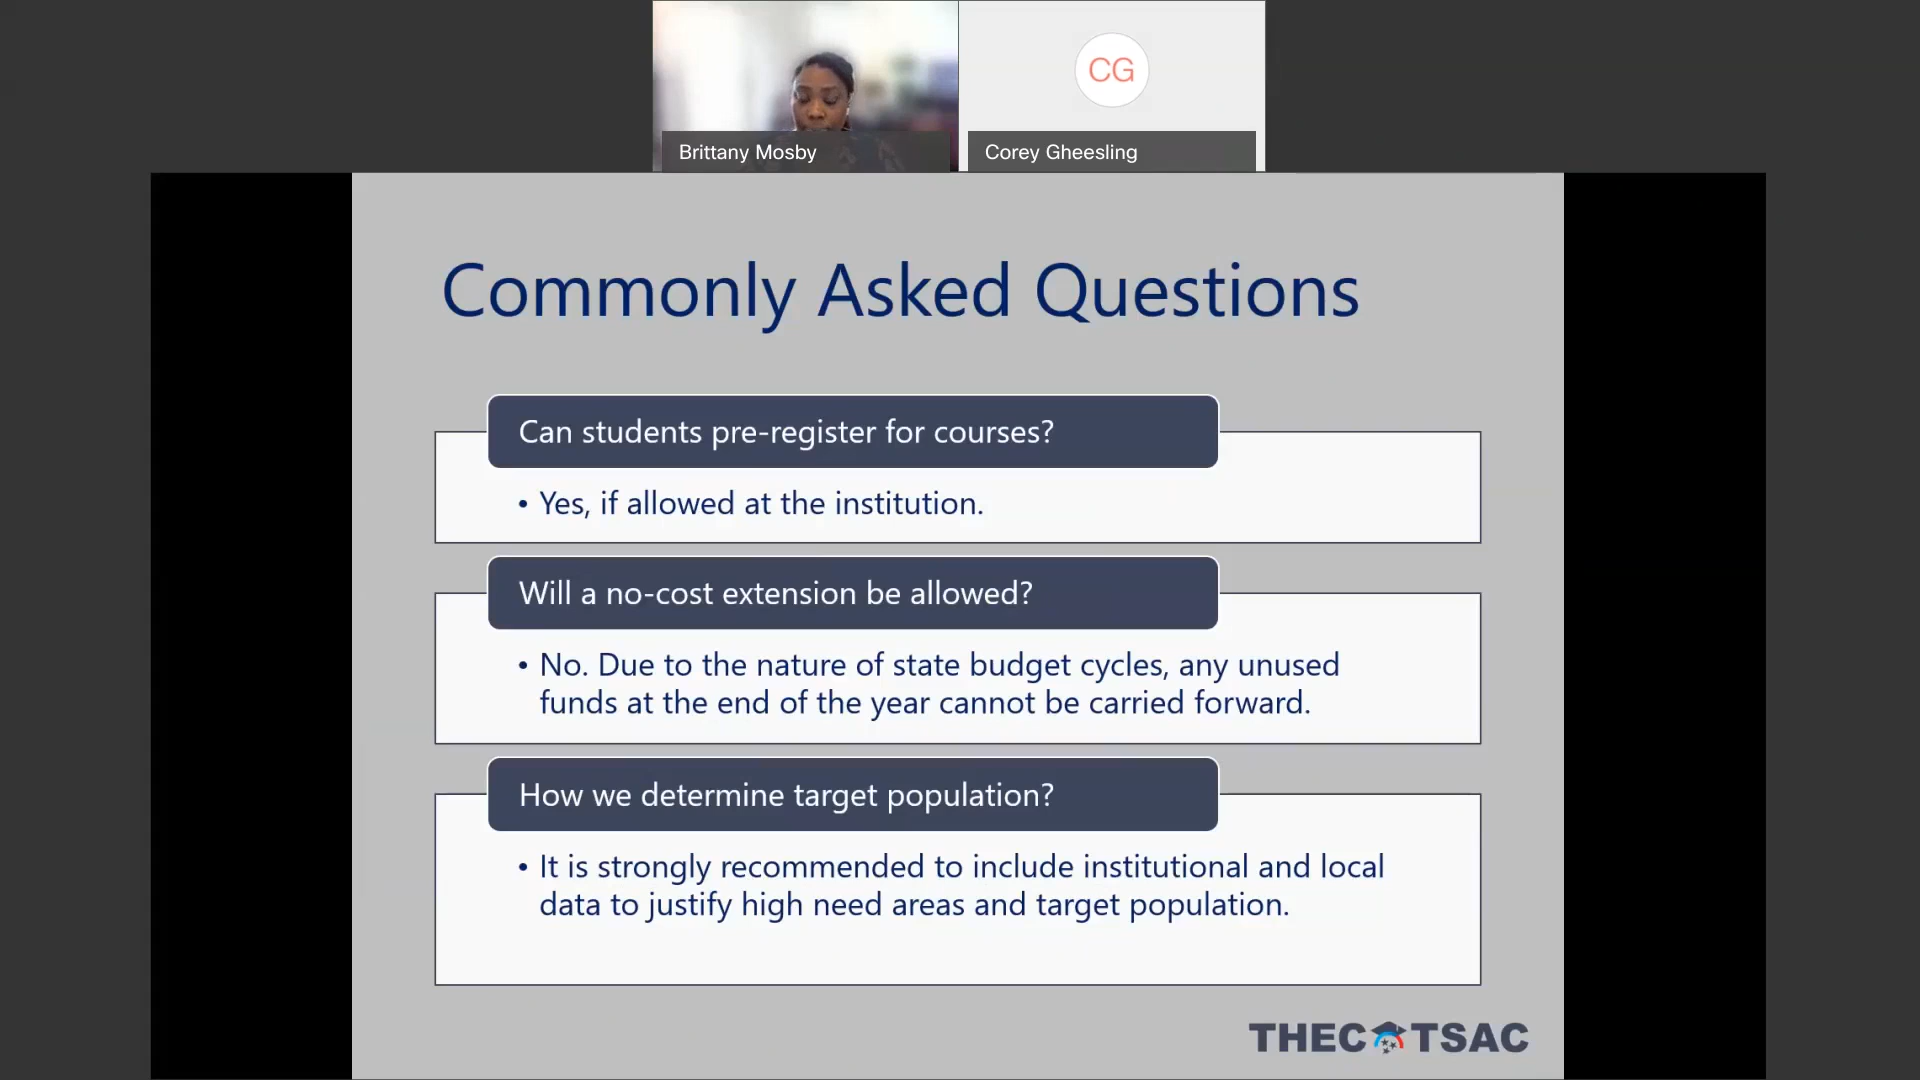 CG
Brittany Mosby
Corey Gheesling
Commonly Asked Questions
Can students pre-register for courses?
• Yes, if allowed at the institution.
Will a no-cost extension be allowed?
• No. Due to the nature of state budget cycles, any unused
funds at the end of the year cannot be carried forward.
How we determine target population?
• It is strongly recommended to include institutional and local
data to justify high need areas and target population.
THEC TSAC